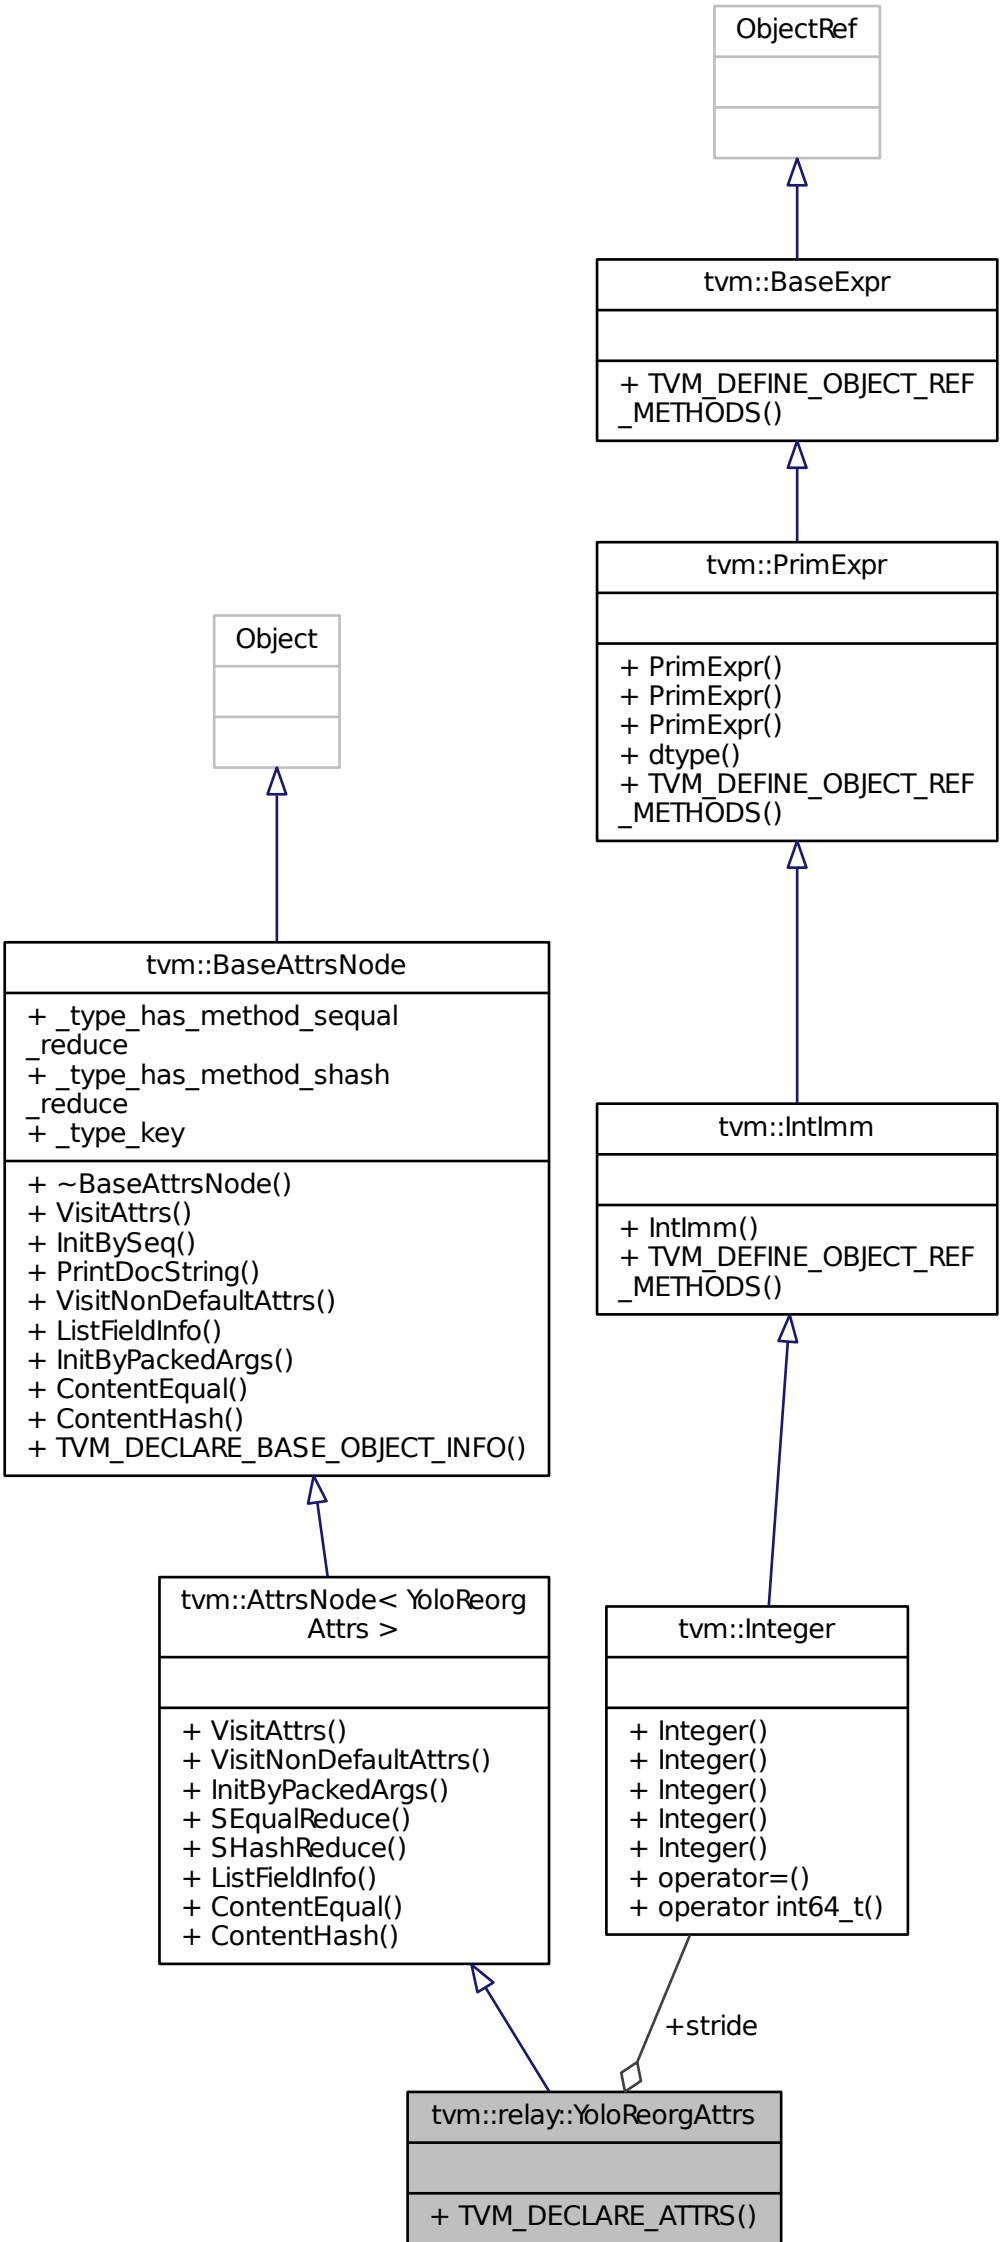 ObjectRef
tvm::BaseExpr
+ TVM_DEFINE_OBJECT_REF
_METHODS()
tvm::PrimExpr
+ PrimExpr()
+ PrimExpr()
+ PrimExpr()
+ dtype()
+ TVM_DEFINE_OBJECT_REF
_METHODS()
Object
tvm::BaseAttrsNode
+ _type_has_method_sequal
_reduce
+ _type_has_method_shash
_reduce
+ _type_key
+ ~BaseAttrsNode()
+ VisitAttrs()
+ InitBySeq()
+ PrintDocString()
+ VisitNonDefaultAttrs()
+ ListFieldInfo()
+ InitByPackedArgs()
+ ContentEqual()
+ ContentHash()
+ TVM_DECLARE_BASE_OBJECT_INFO()
tvm::IntImm
+ IntImm()
+ TVM_DEFINE_OBJECT_REF
_METHODS()
tvm::AttrsNode< YoloReorg
Attrs >
+ VisitAttrs()
+ VisitNonDefaultAttrs()
+ InitByPackedArgs()
+ SEqualReduce()
+ SHashReduce()
+ ListFieldInfo()
+ ContentEqual()
+ ContentHash()
tvm::Integer
+ Integer()
+ Integer()
+ Integer()
+ Integer()
+ Integer()
+ operator=()
+ operator int64_t()
+stride
tvm::relay::YoloReorgAttrs
+ TVM_DECLARE_ATTRS()